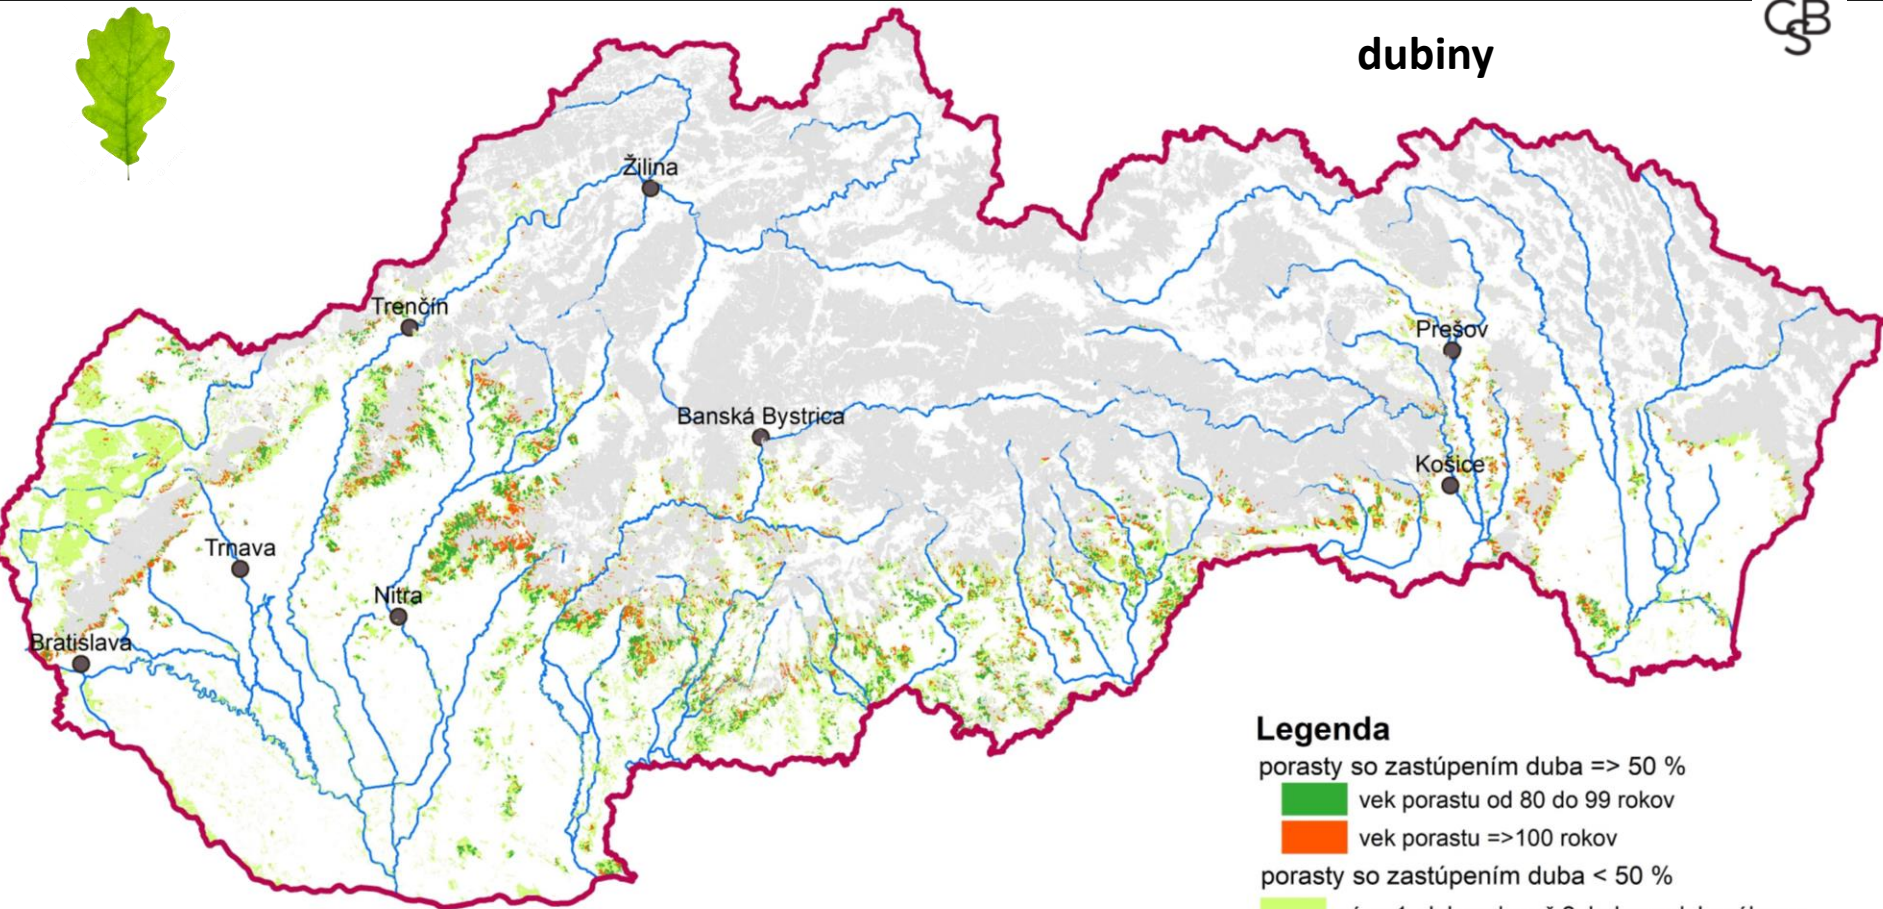 dubiny
CSB
Žilina
Trenčín
Prešov
Banská Bystrica
Košice
Trnava
Nitra
Bratislava
Legenda
porasty so zastúpením duba => 50 %
vek porastu od 80 do 99 rokov
vek porastu =>100 rokov
porasty so zastúpením duba < 50 %